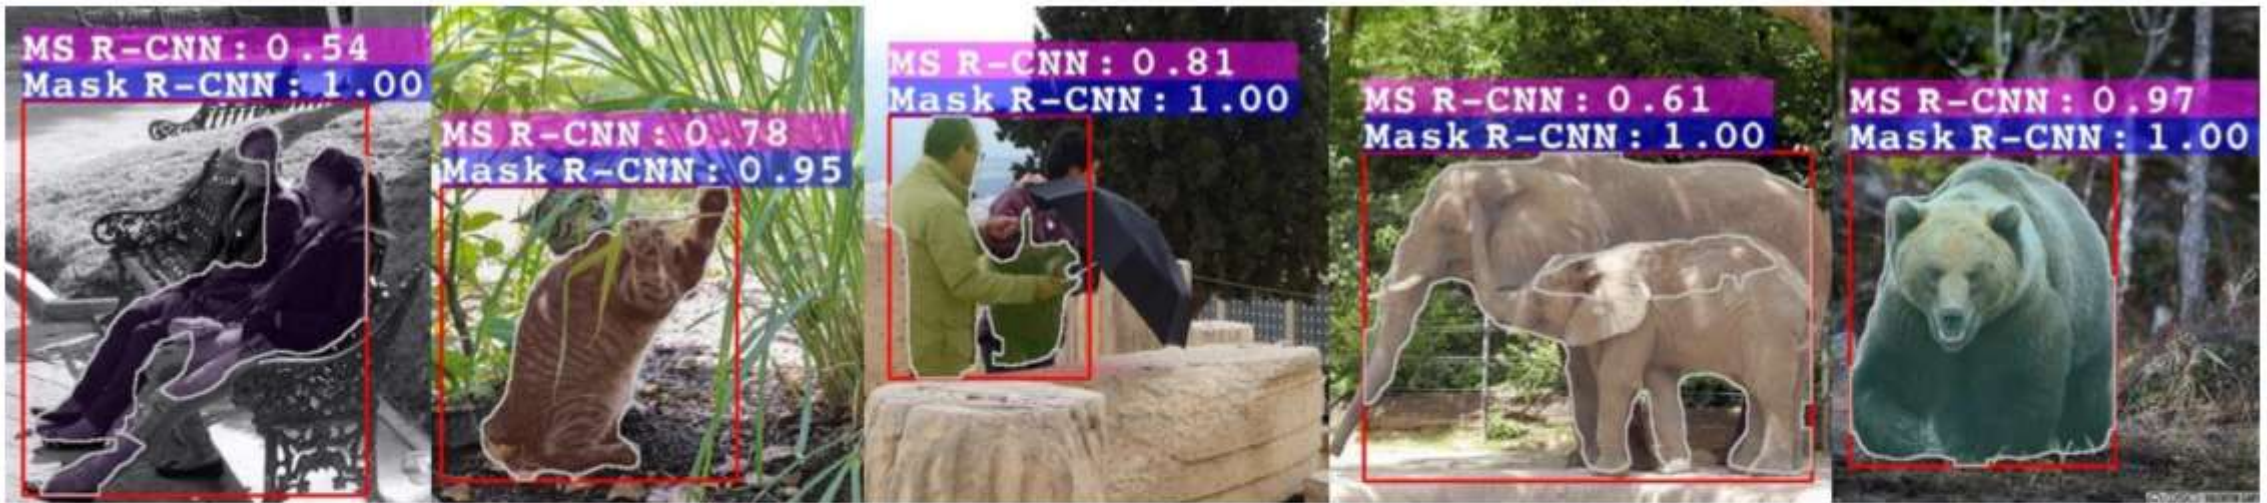 MS R-CNN: 0.54
Mask R-CNN: 1.00
MS R-CNN: 0.78
Mask R-CNN: 0.95
MS R-CNN: 0.81
Mask R-CNN: 1.00
MS R-CNN: 0.61
Mask R-CNN: 1.00
MS R-CNN: 0.97
Mask R-CNN: 1.00